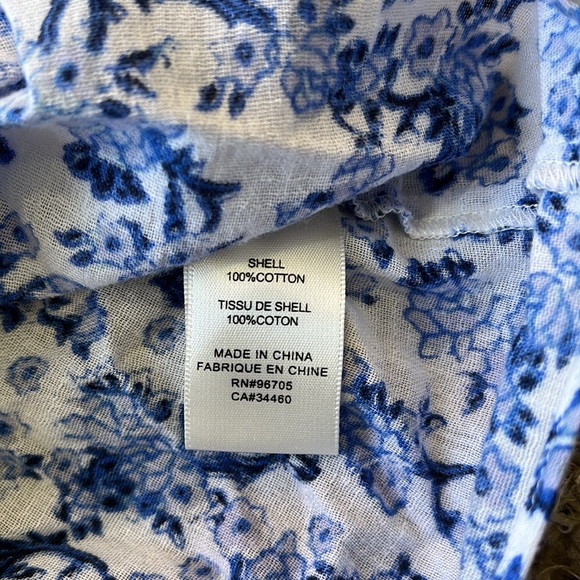 SHELL
100%COTTON
TISSU DE SHELL
100%COTON
MADE IN CHINA
FABRIQUE EN CHINE
RN#96705
CA#34460